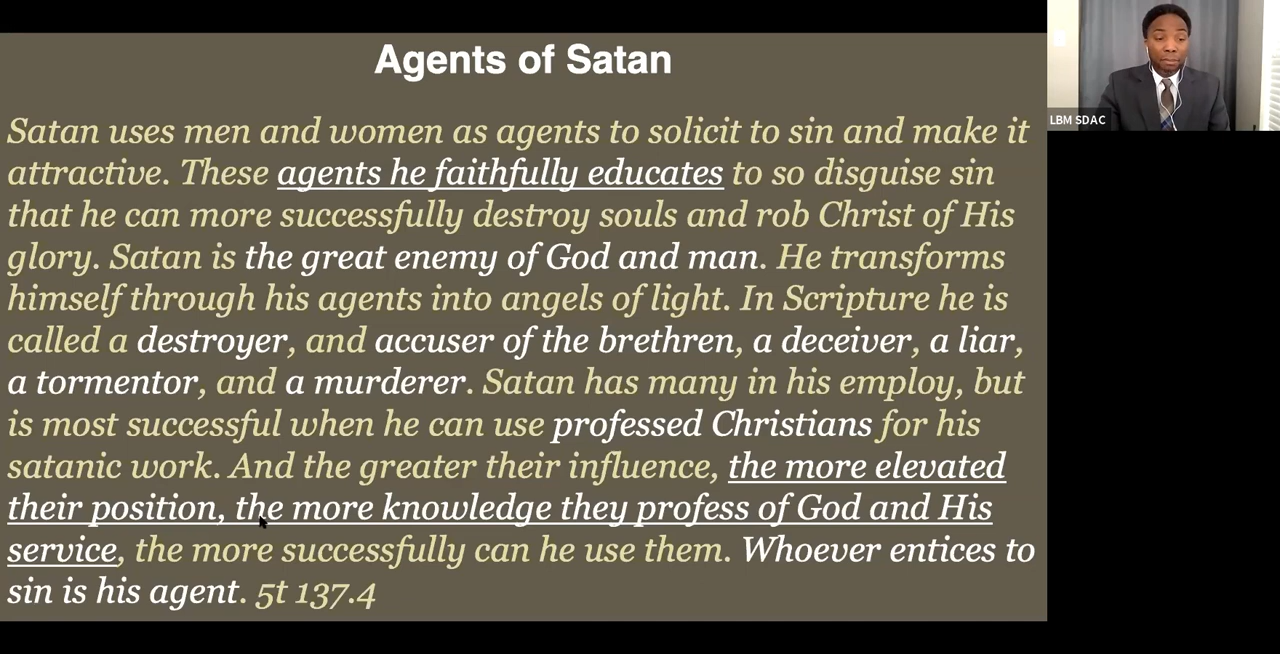 Agents of Satan
Satan uses men and women as agents to solicit to sin and make it
attractive. These agents he faithfully educates to so disguise sin
that he can more successfully destroy souls and rob Christ of His
glory. Satan is the great enemy of God and man. He transforms
himself through his agents into angels of light. In Scripture he is
called a destroyer, and accuser of the brethren, a deceiver, a liar,
a tormentor, and a murderer. Satan has many in his employ, but
is most successful when he can use professed Christians for his
satanic work. And the greater their influence, the more elevated
their position, the more knowledge they profess of God and His
service, the more successfully can he use them. Whoever entices to
sin is his agent. 5t 137.4
LBM SDAC